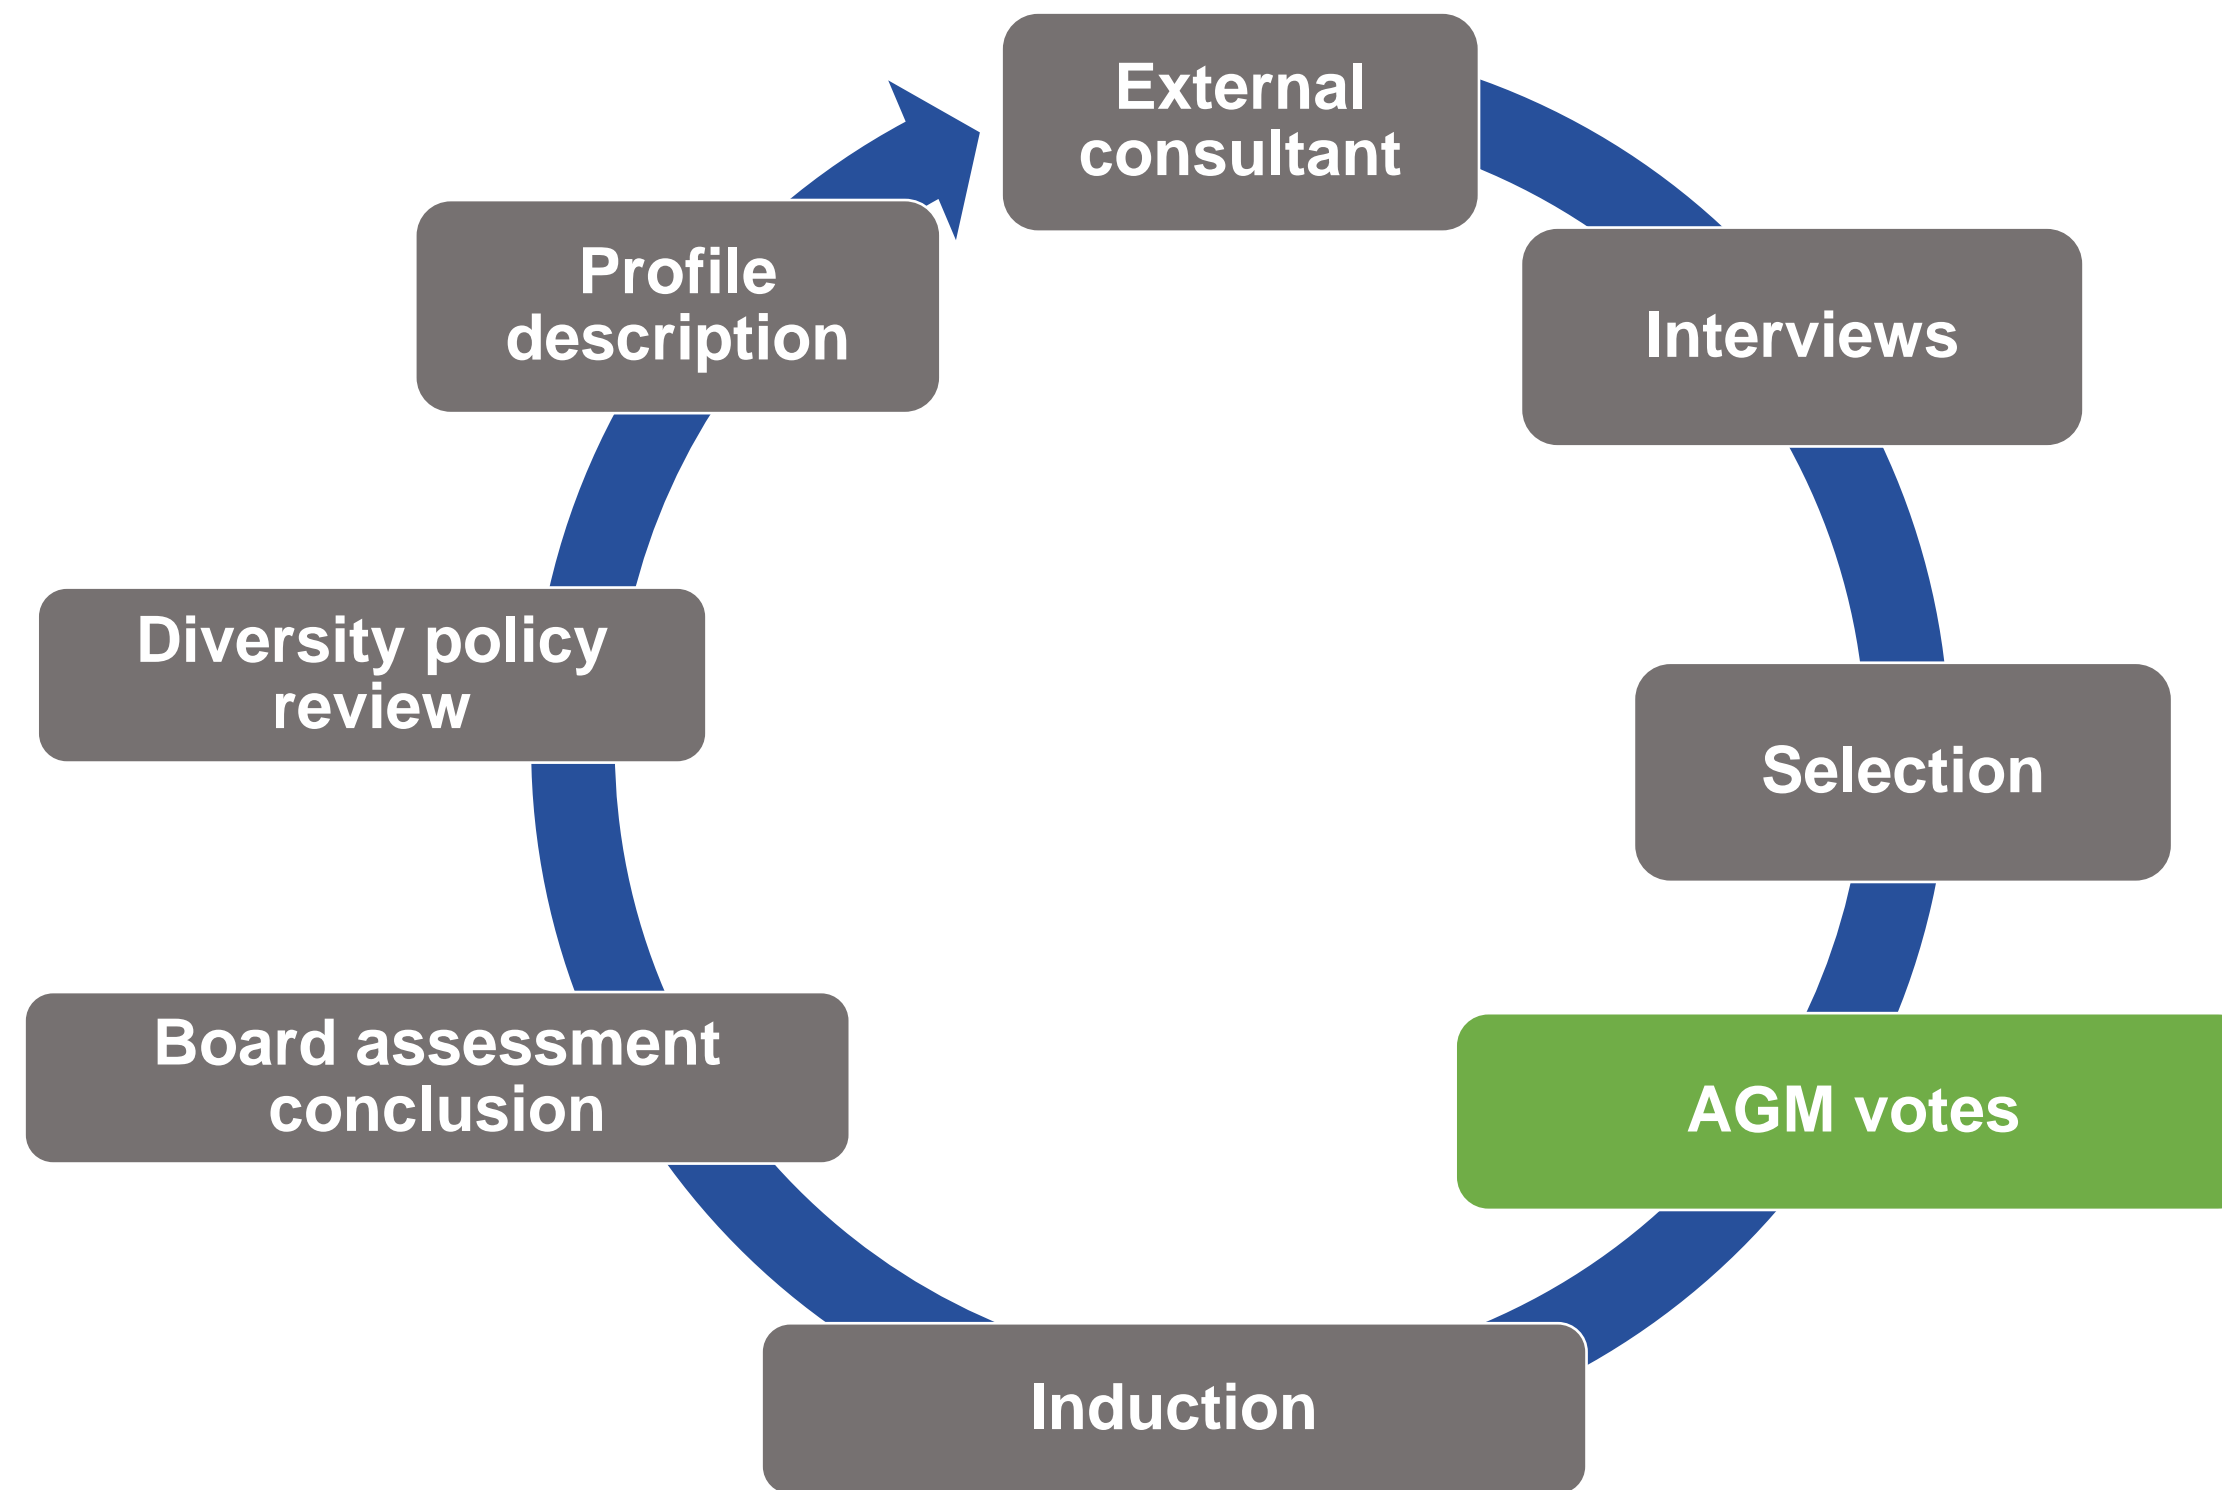 External
consultant
Interviews
Selection
AGM votes
Induction
Board assessment
conclusion
Diversity policy
review
Profile
description